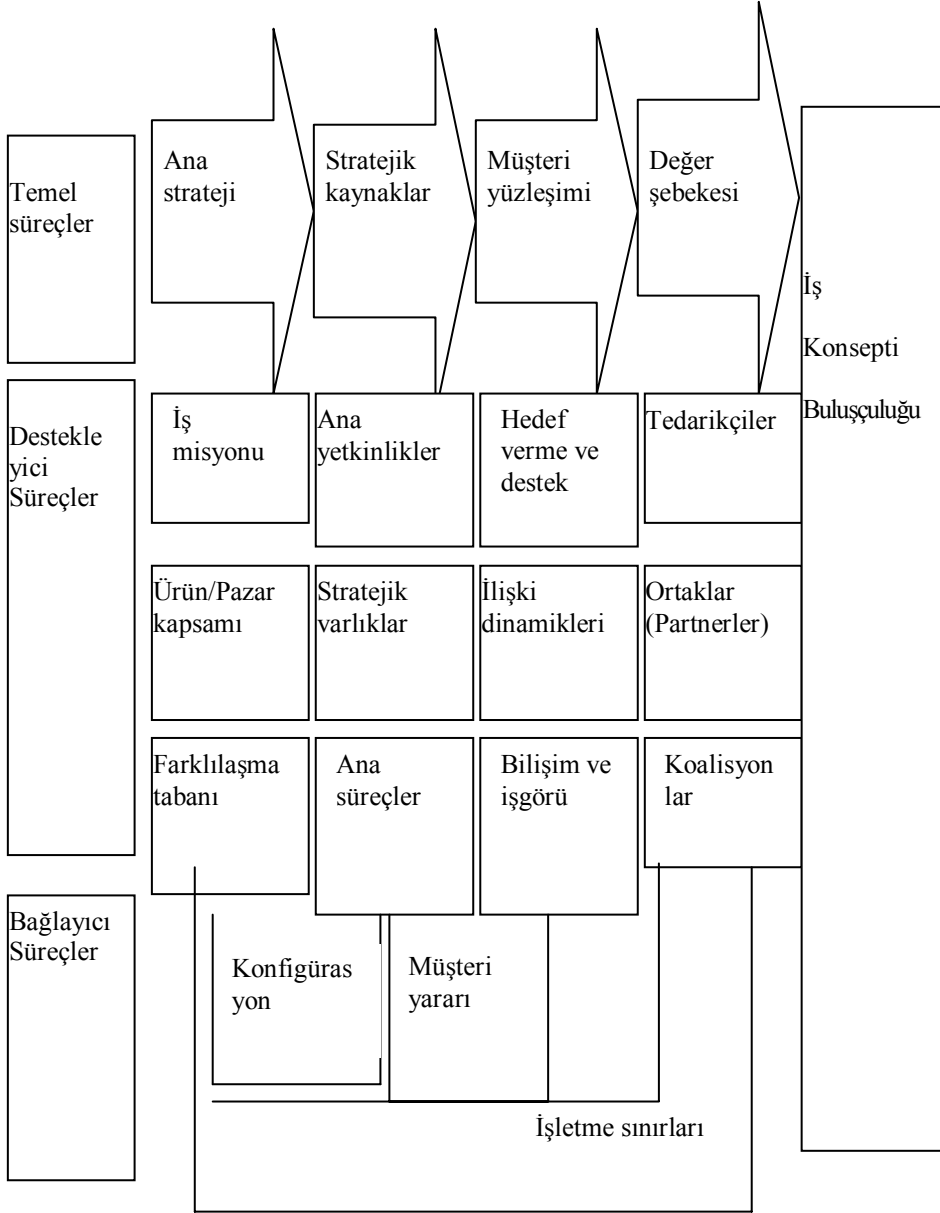 Temel
süreçler
Ana
strateji
Stratejik
kaynaklar
Müşteri
yüzleşimi
Değer
şebekesi
İş
Konsepti
Buluşçuluğu
Destekle
yici
Süreçler
İş
misyonu
Ana
yetkinlikler
Hedef
verme ve
destek
Tedarikçiler
Ürün/Pazar
kapsamı
Stratejik
varlıklar
İlişki
dinamikleri
Ortaklar
(Partnerler)
Farklılaşma
tabanı
Ana
süreçler
Bilişim ve
işgörü
Koalisyon
lar
Bağlayıcı
Süreçler
Konfigüras
yon
Müşteri
yararı
İşletme sınırları